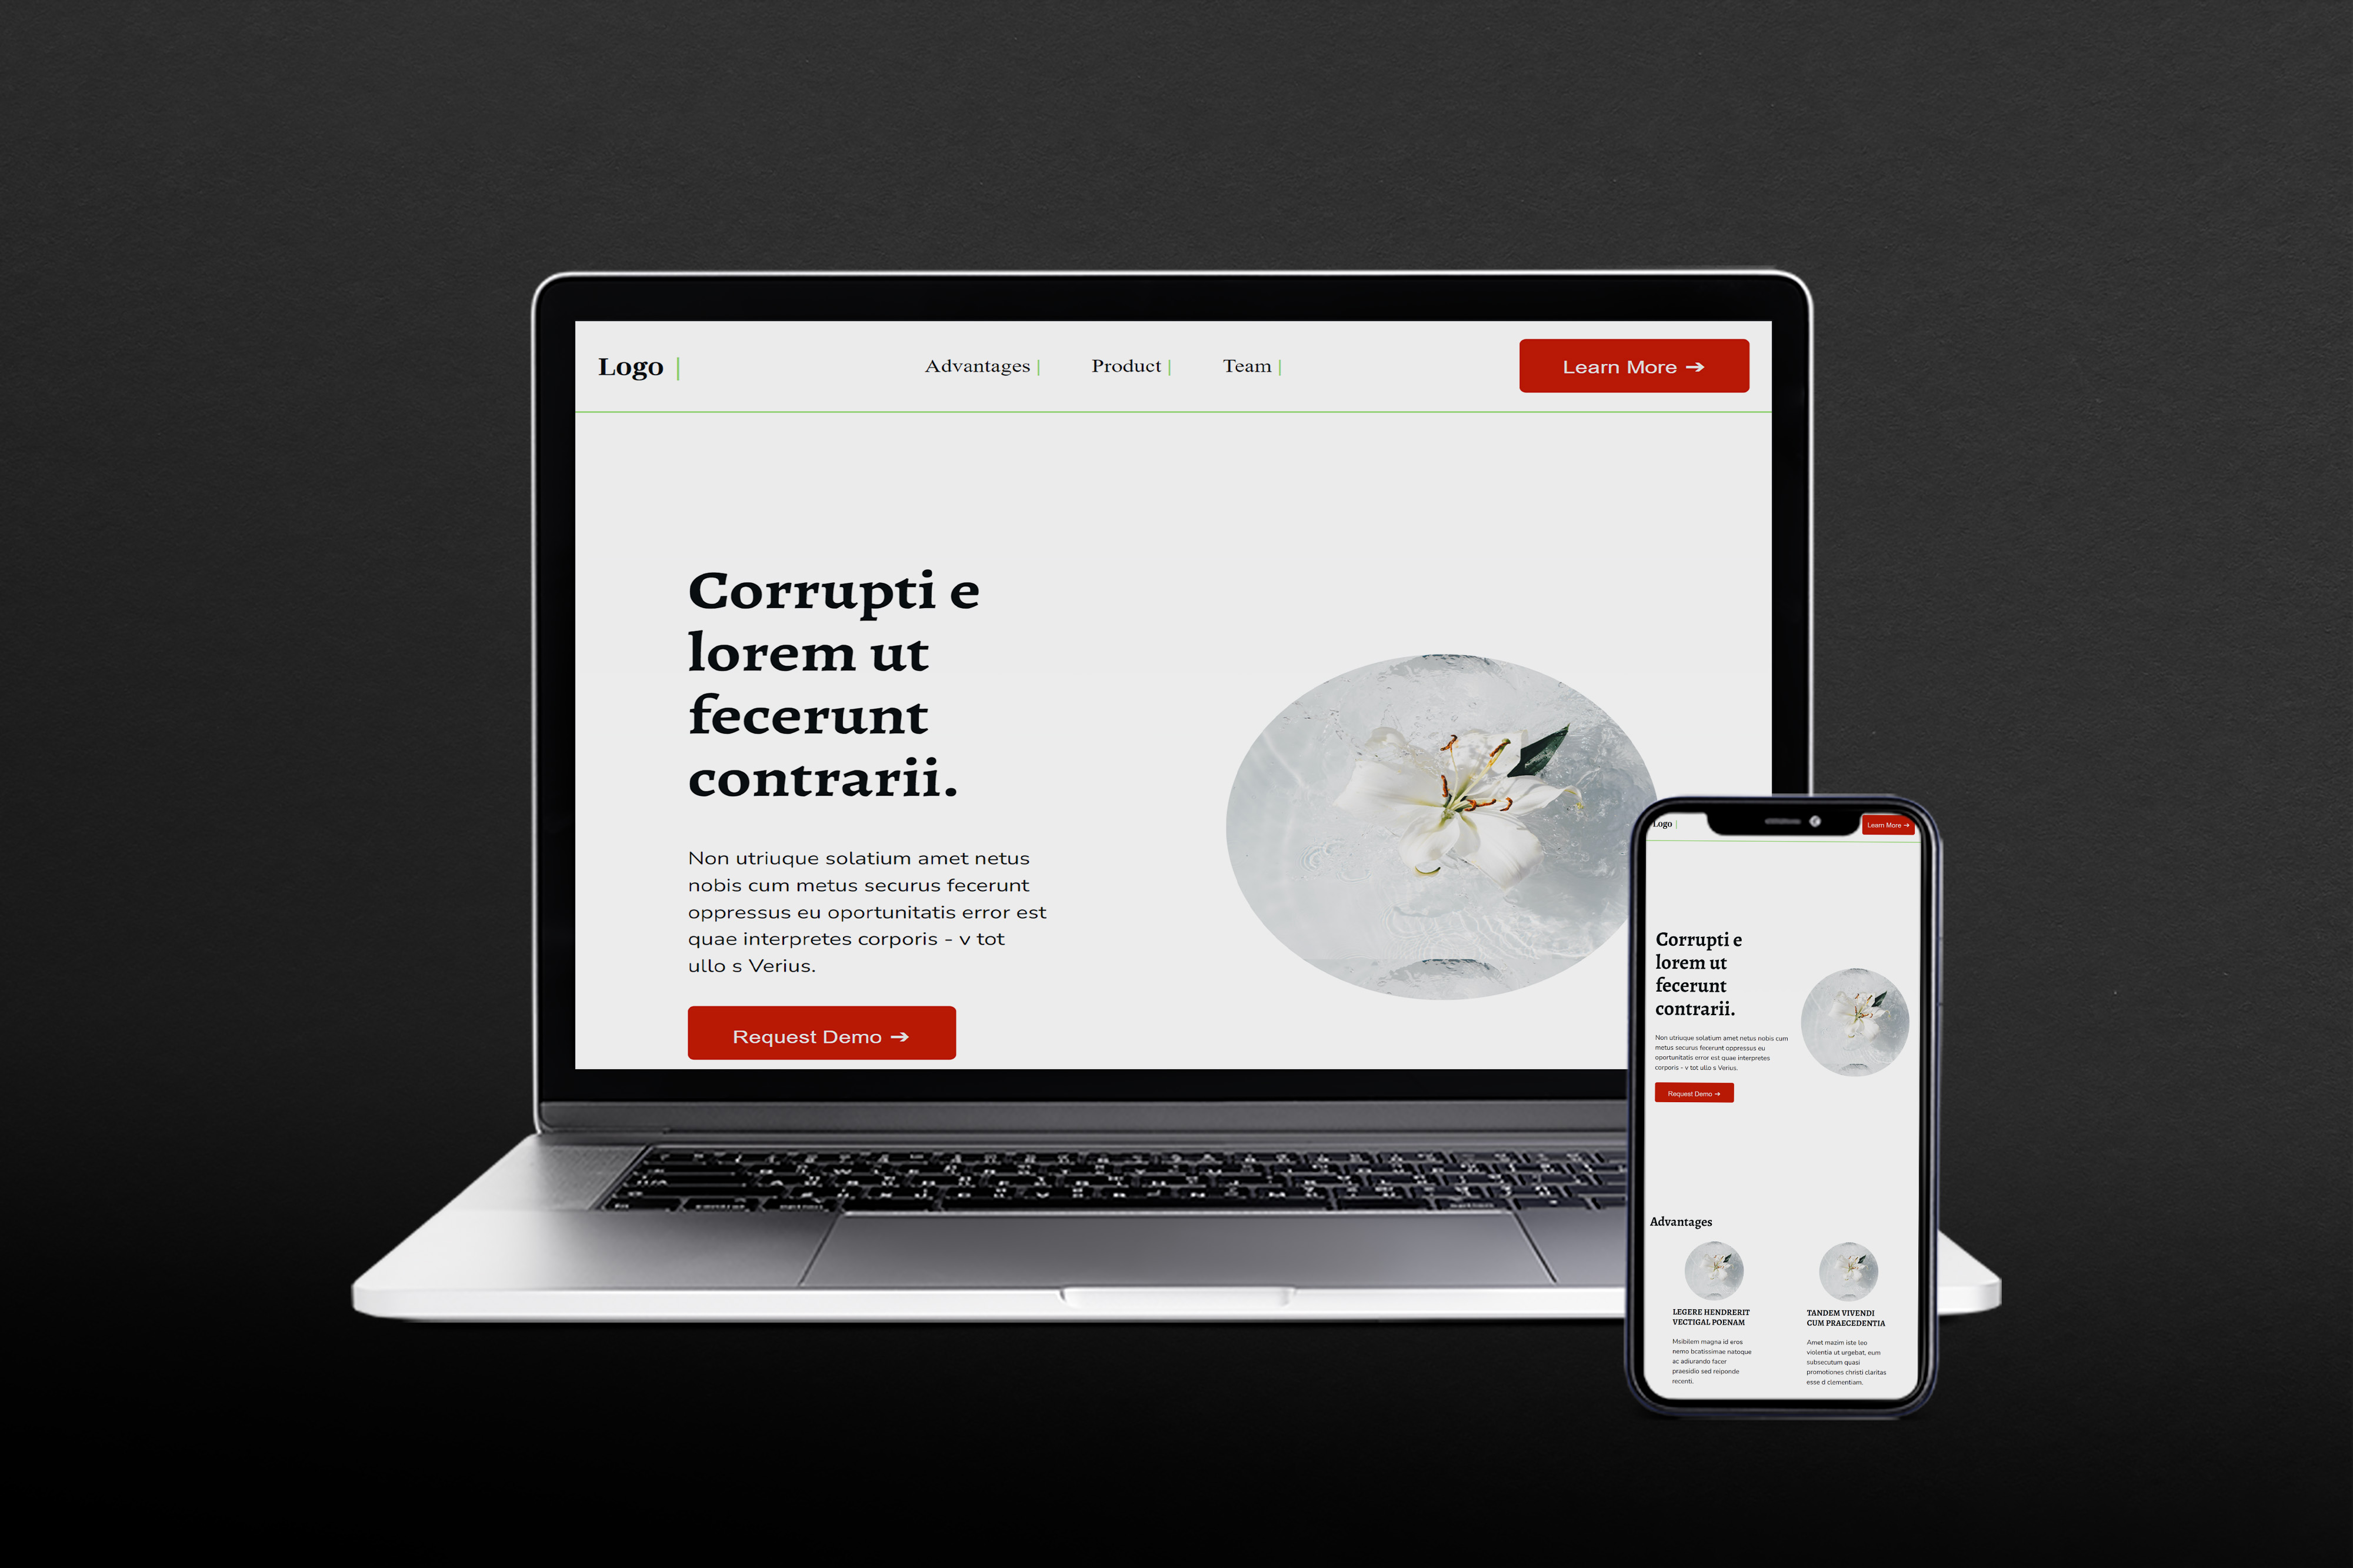 Logo |
Advantages | Product | Team |
Learn More ➔
Corrupti e
lorem ut
fecerunt
contrarii.
Non utriuque solatium amet netus
nobis cum metus securus fecerunt
oppressus eu oportunitatis error est
quae interpretes corporis - v tot
ullo s Verius.
Request Demo ➔
Logo |
Learn More ➔
Corrupti e
lorem ut
fecerunt
contrarii.
Non utriuque solatium amet netus nobis cum
metus securus fecerunt oppressus eu
oportunitatis error est quae interpretes
corporis - v tot ullo s Verius.
Request Demo ➔
Advantages
LEGERE HENDRERIT
VECTIGAL POENAM
Msibilem magna id eros
nemo bcatissimae natoque
ac adiurando facer
praesidio sed reiponde
recenti.
TANDEM VIVENDI
CUM PRAECEDENTIA
Amet mazim iste leo
violentia ut urgebat, eum
subsecutum quasi
promotiones christi claritas
esse d clementiam.